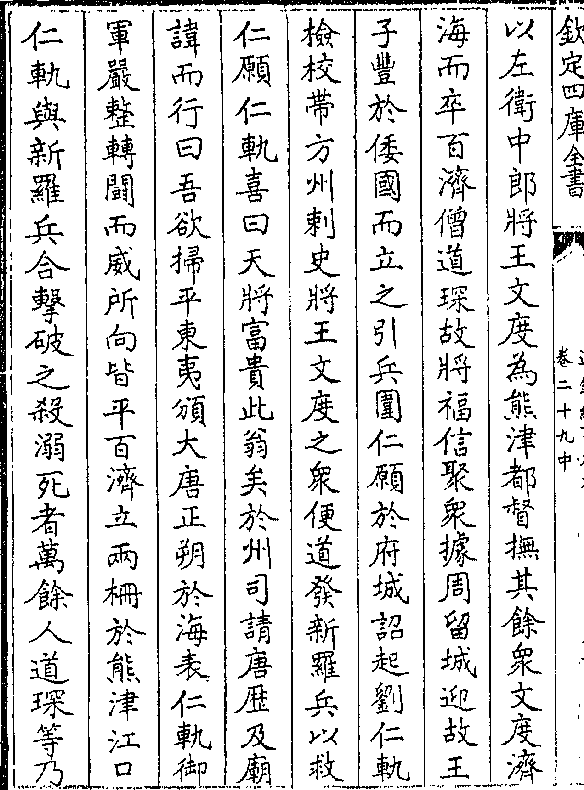 欽定四庫全書
卷二十九中
以左衛中郎將王文度為熊津都督撫其餘衆文度濟
海而卒百濟僧道琛故將福信聚衆據周留城迎故王
子豐於倭國而立之引兵圍仁願於府城詔起劉仁軌
檢校帶方州刺史將王文度之衆便道發新羅兵以救
仁願仁軌喜曰天將富貴此翁矣於州司請唐歴及廟
諱而行曰吾欲掃平東夷頒大唐正朔於海表仁軌御
軍嚴整轉鬬而威所向皆平百濟立兩柵於熊津江口
仁軌與新羅兵合擊破之殺溺死者萬餘人道琛等乃